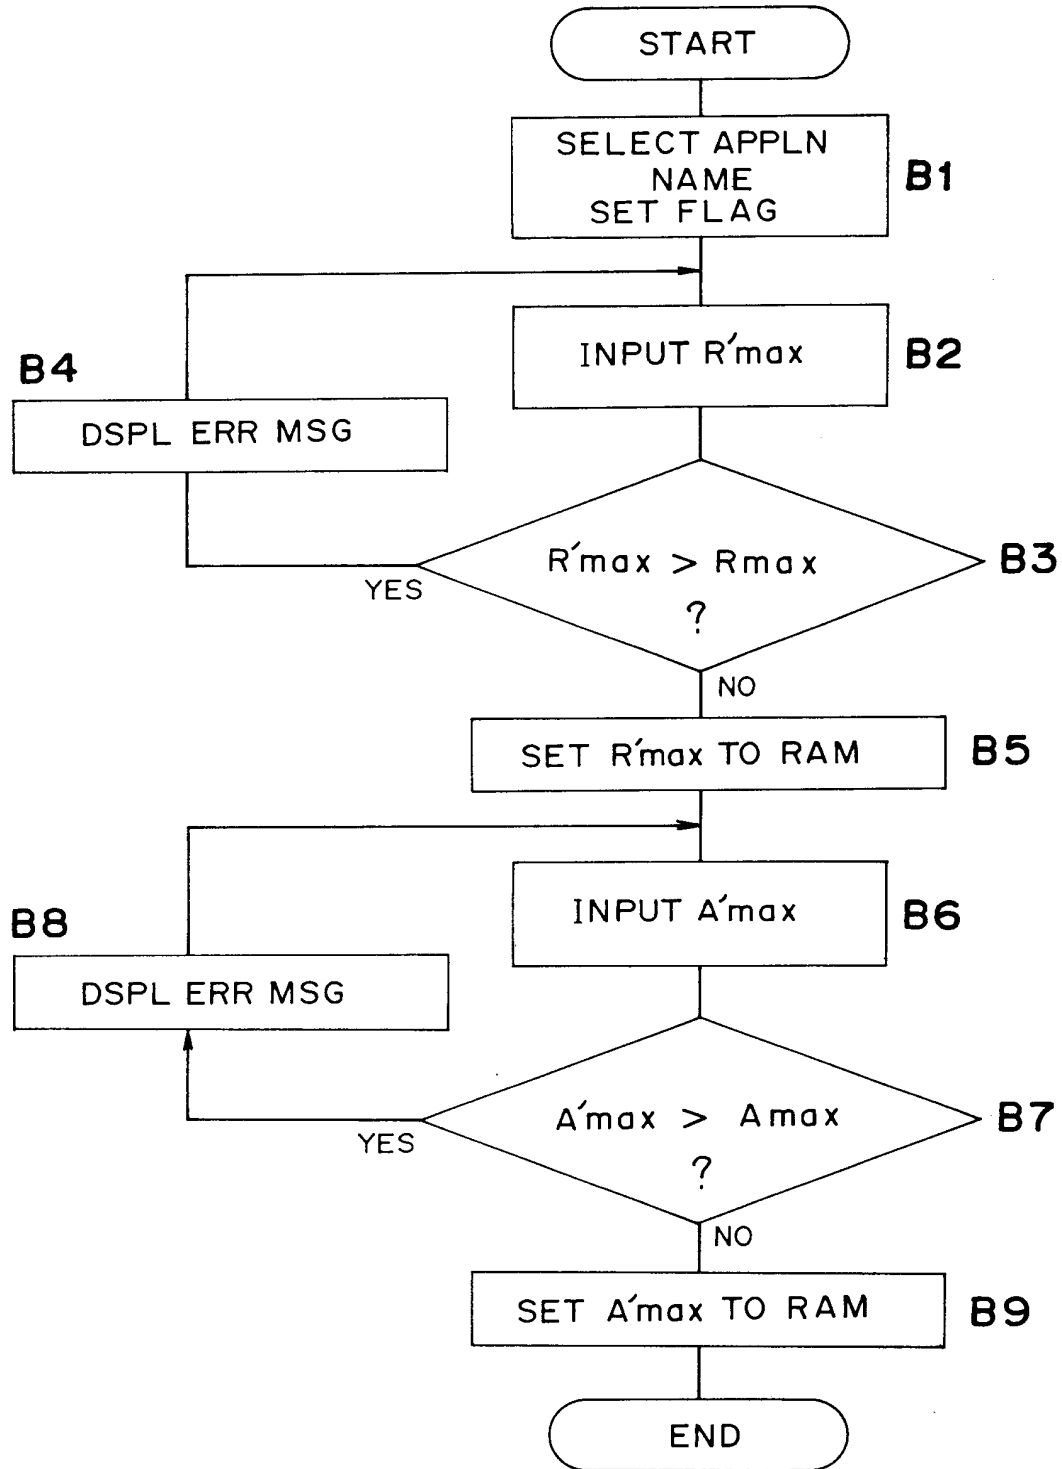 START
SELECT APPLN
NAME
SET FLAG
B1
INPUT R'max
B2
B4
DSPL ERR MSG
R'max > Rmax
?
B3
YES
NO
SET R'max TO RAM
B5
INPUT A'max
B6
B8
DSPL ERR MSG
A'max > Amax
?
B7
YES
NO
SET A'max TO RAM
B9
END